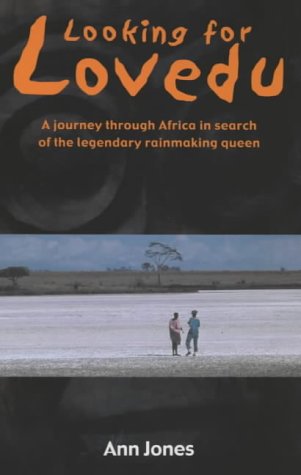 Looking for
Lovedu
A journey through Africa in search
of the legendary rainmaking queen
Ann Jones